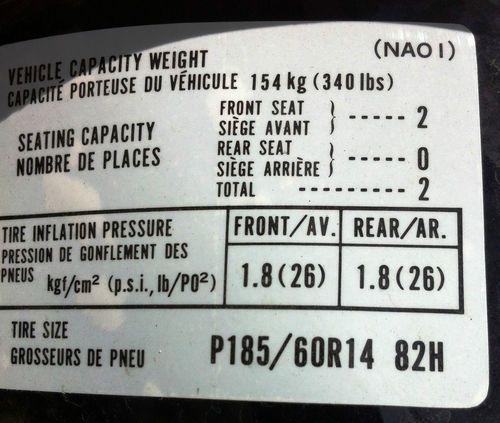 (NA01)
VEHICLE CAPACITY WEIGHT
CAPACITÉ PORTEUSE DU VÉHICULE 154 kg (340 lbs)
SEATING CAPACITY
NOMBRE DE PLACES
FRONT SEAT
SIÈGE AVANT } ----- 2
REAR SEAT
SIÈGE ARRIÈRE } ----- 0
TOTAL --------- 2
TIRE INFLATION PRESSURE
PRESSION DE GONFLEMENT DES
PNEUS kgf/cm² (p.s.i., lb/PO²)
FRONT/AV. REAR/AR.
1.8(26) 1.8(26)
TIRE SIZE
GROSSEURS DE PNEU
P185/60R14 82H